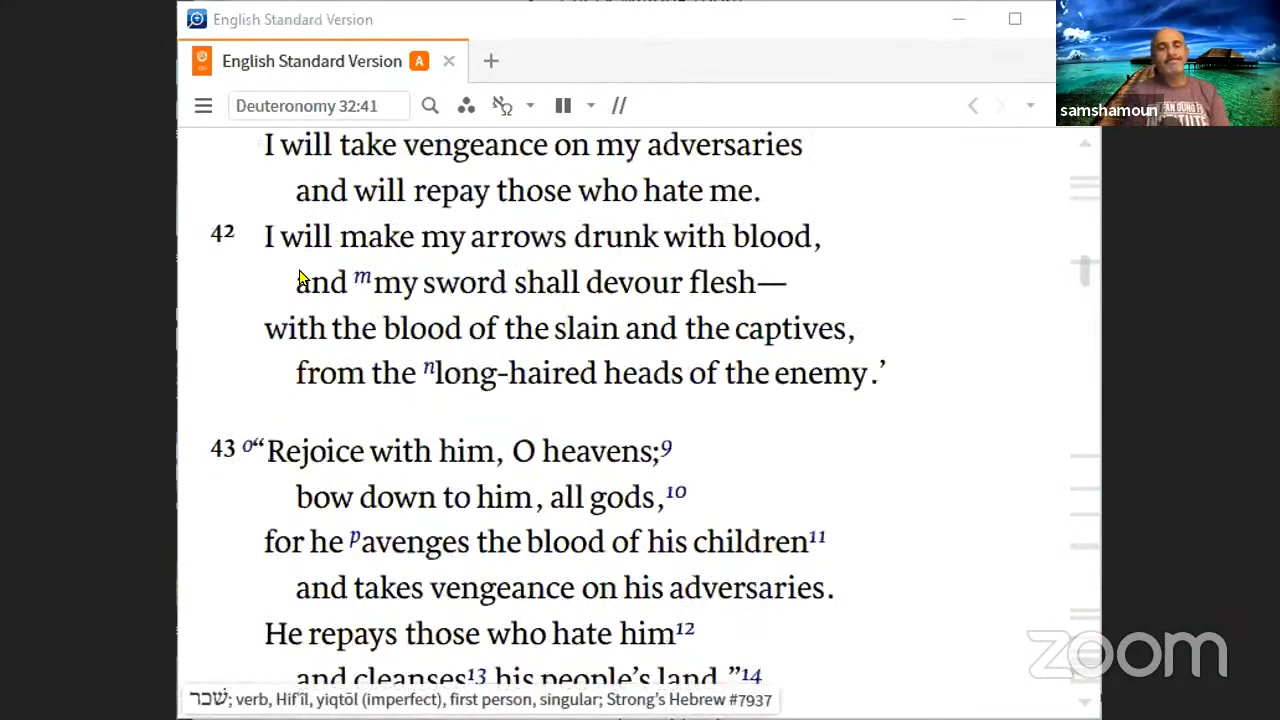 English Standard Version
English Standard Version A
Deuteronomy 32:41
I will take vengeance on my adversaries
and will repay those who hate me.
42 I will make my arrows drunk with blood,
and m my sword shall devour flesh—
with the blood of the slain and the captives,
from the n long-haired heads of the enemy.’
43 o “Rejoice with him, O heavens;9
bow down to him, all gods,10
for he p avenges the blood of his children11
and takes vengeance on his adversaries.
He repays those who hate him12
and cleanses13 his people’s land.”14
שׁכר; verb, Hifʿîl, yiqtōl (imperfect), first person, singular; Strong’s Hebrew #7937
samshamoun
zoom